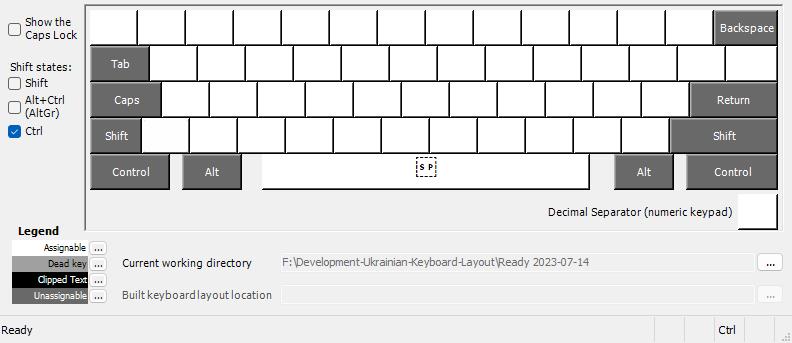 Show the
Caps Lock
Backspace
Shift states:
Tab
Shift
Alt+Ctrl
(AltGr)
Caps
Return
Ctrl
Shift
Shift
Control
Alt
S P
Alt
Control
Decimal Separator (numeric keypad)
Legend
Assignable ...
Dead key ...
Current working directory F:\Development-Ukrainian-Keyboard-Layout\Ready 2023-07-14 ...
Clipped Text ...
Unassignable ...
Built keyboard layout location ...
Ready
Ctrl